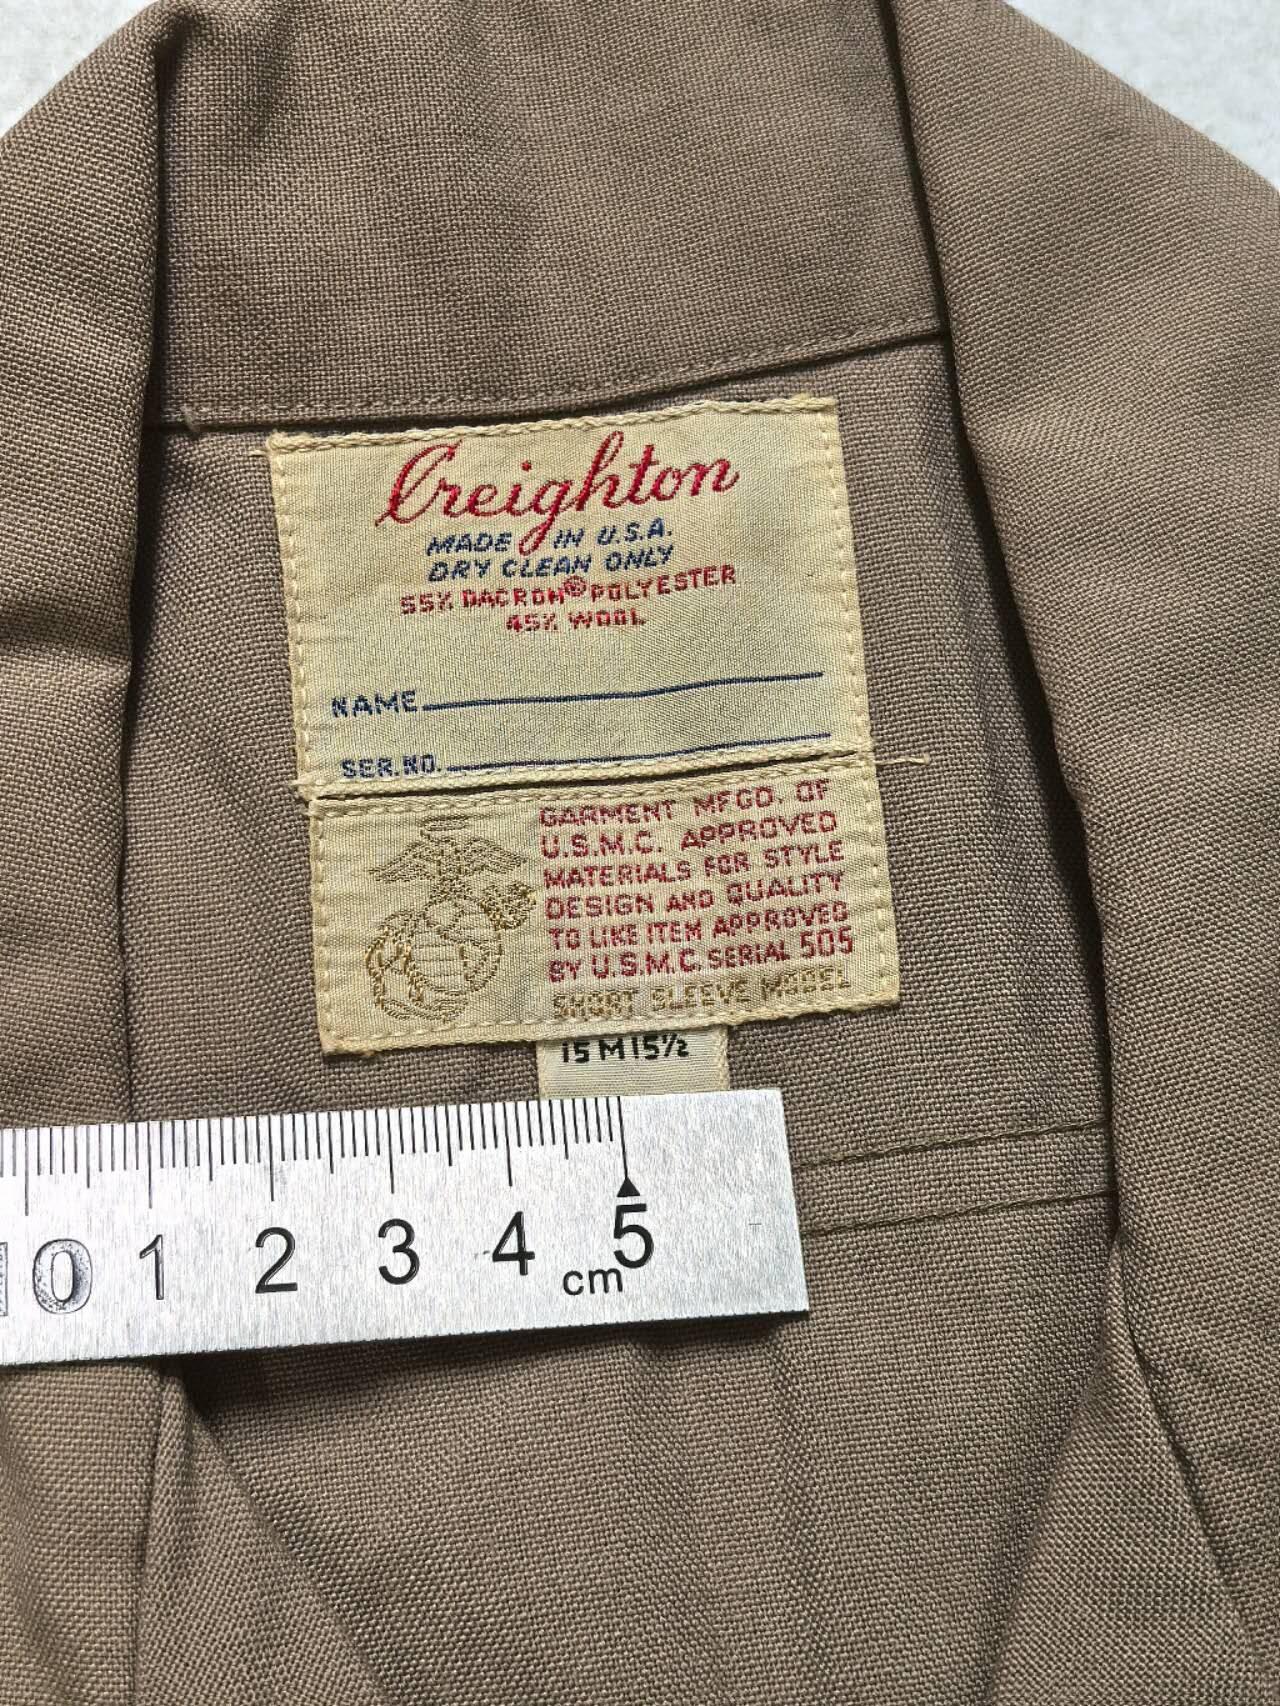 Creighton
MADE IN U.S.A.
DRY CLEAN ONLY
55% DACRON® POLYESTER
45% WOOL
NAME
SER.NO.
GARMENT MFGD. OF
U.S.M.C. APPROVED
MATERIALS FOR STYLE
DESIGN AND QUALITY
TO LIKE ITEM APPROVED
BY U.S.M.C. SERIAL 505
SHORT SLEEVE MODEL
15 M 15½
10 1 2 3 4 cm 5